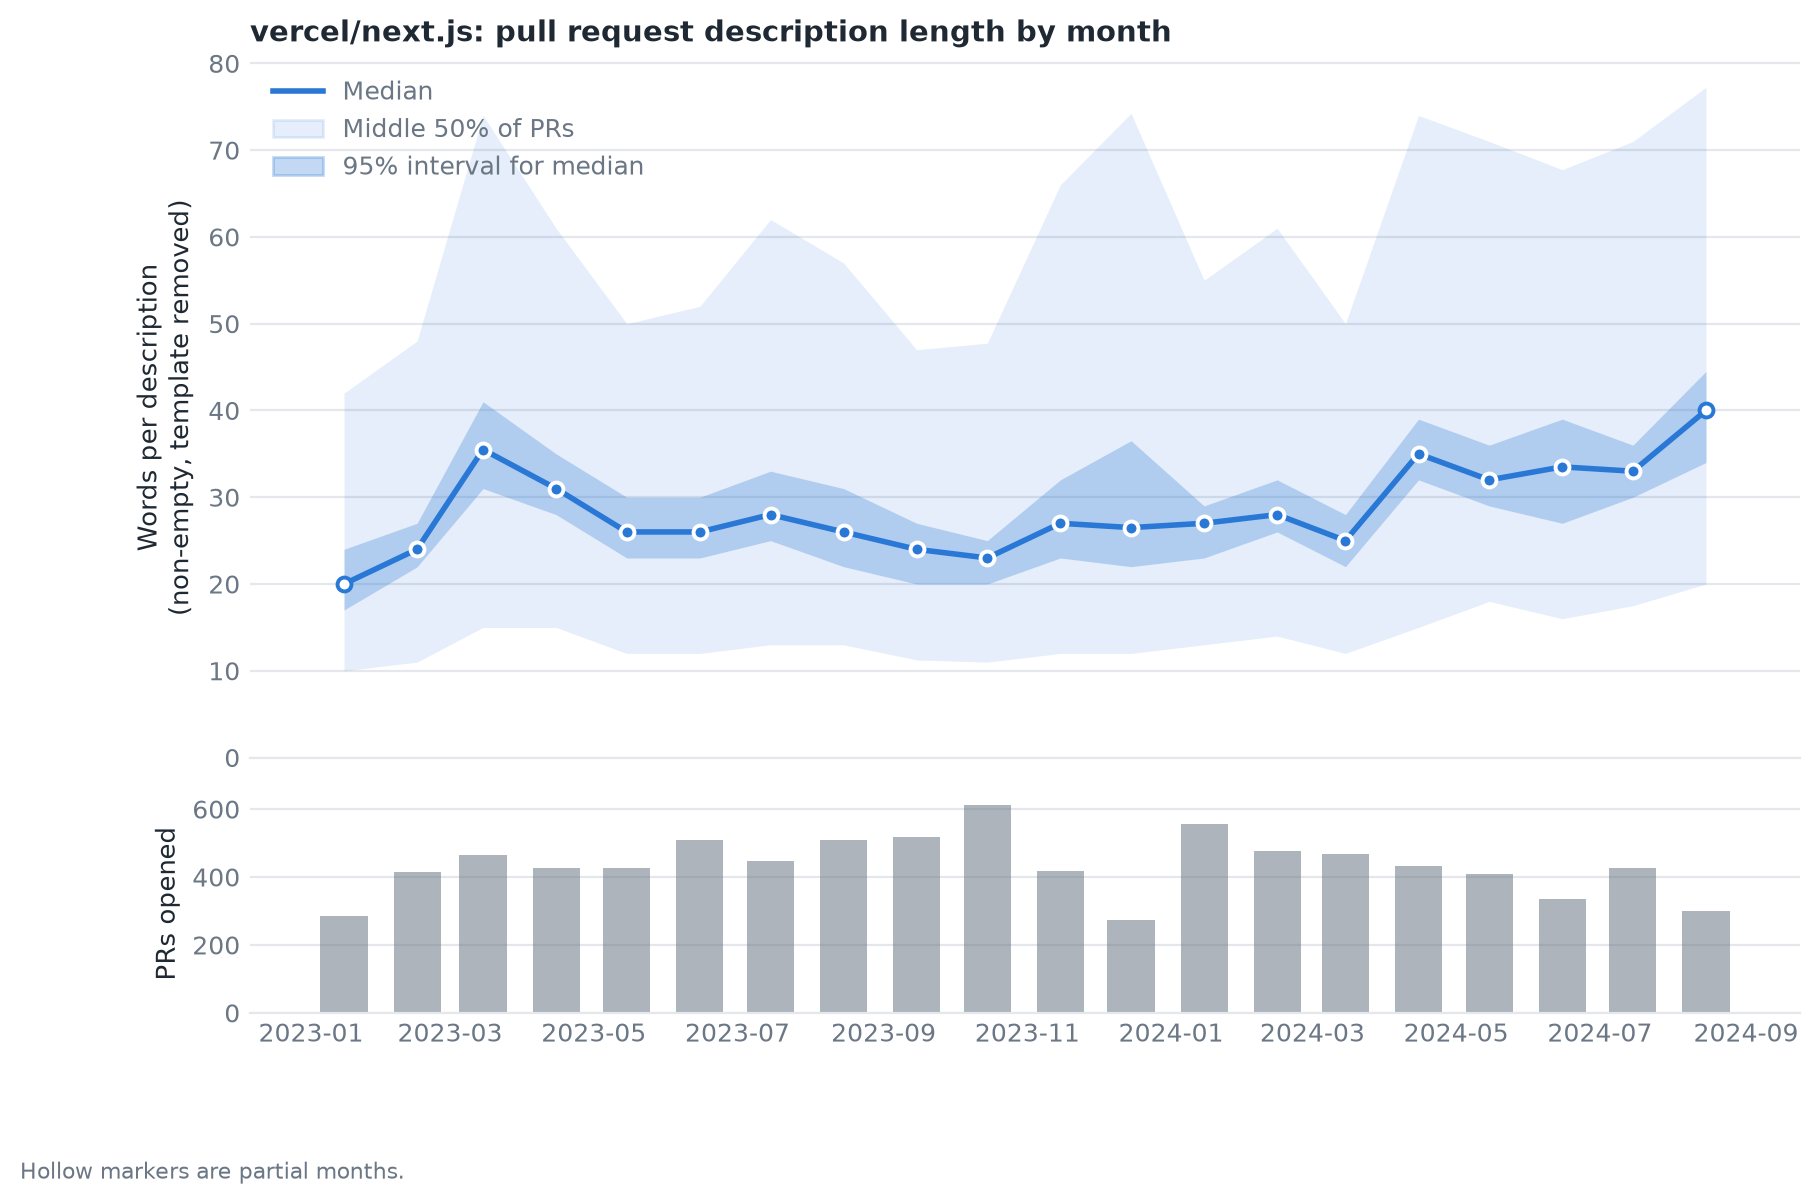 vercel/next.js: pull request description length by month
80
70
60
50
40
30
20
10
0
Words per description
(non-empty, template removed)
Median
Middle 50% of PRs
95% interval for median
600
400
200
0
PRs opened
2023-01 2023-03 2023-05 2023-07 2023-09 2023-11 2024-01 2024-03 2024-05 2024-07 2024-09
Hollow markers are partial months.